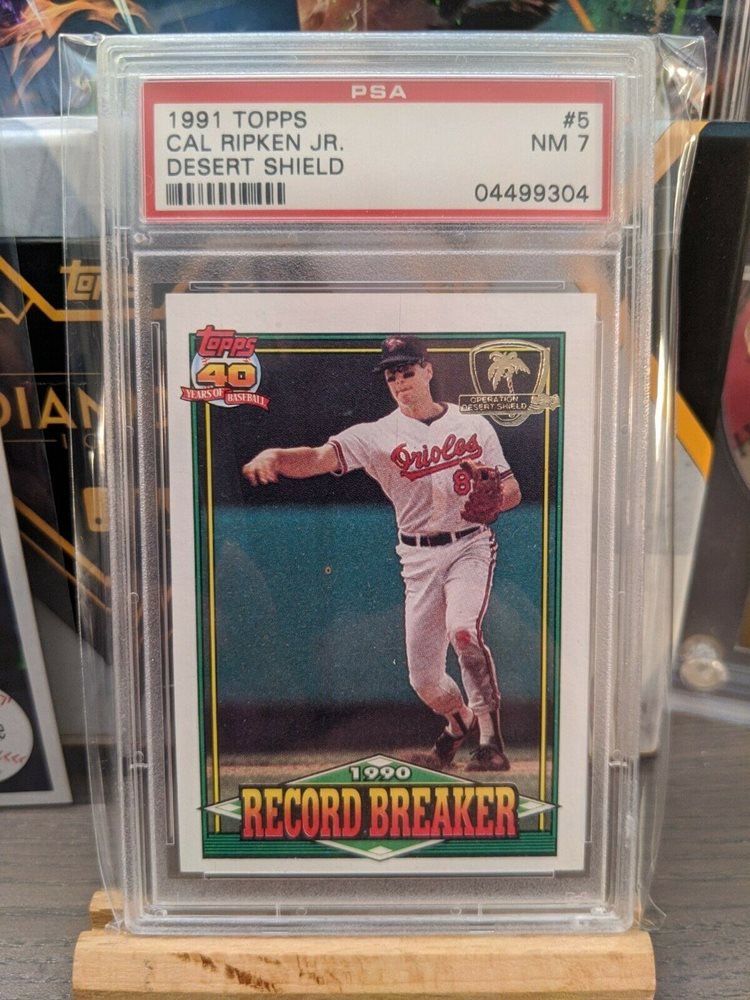 PSA
1991 TOPPS #5
CAL RIPKEN JR. NM 7
DESERT SHIELD
04499304
Topps
40
YEARS OF BASEBALL
OPERATION
DESERT SHIELD
Orioles
8
1990
RECORD BREAKER